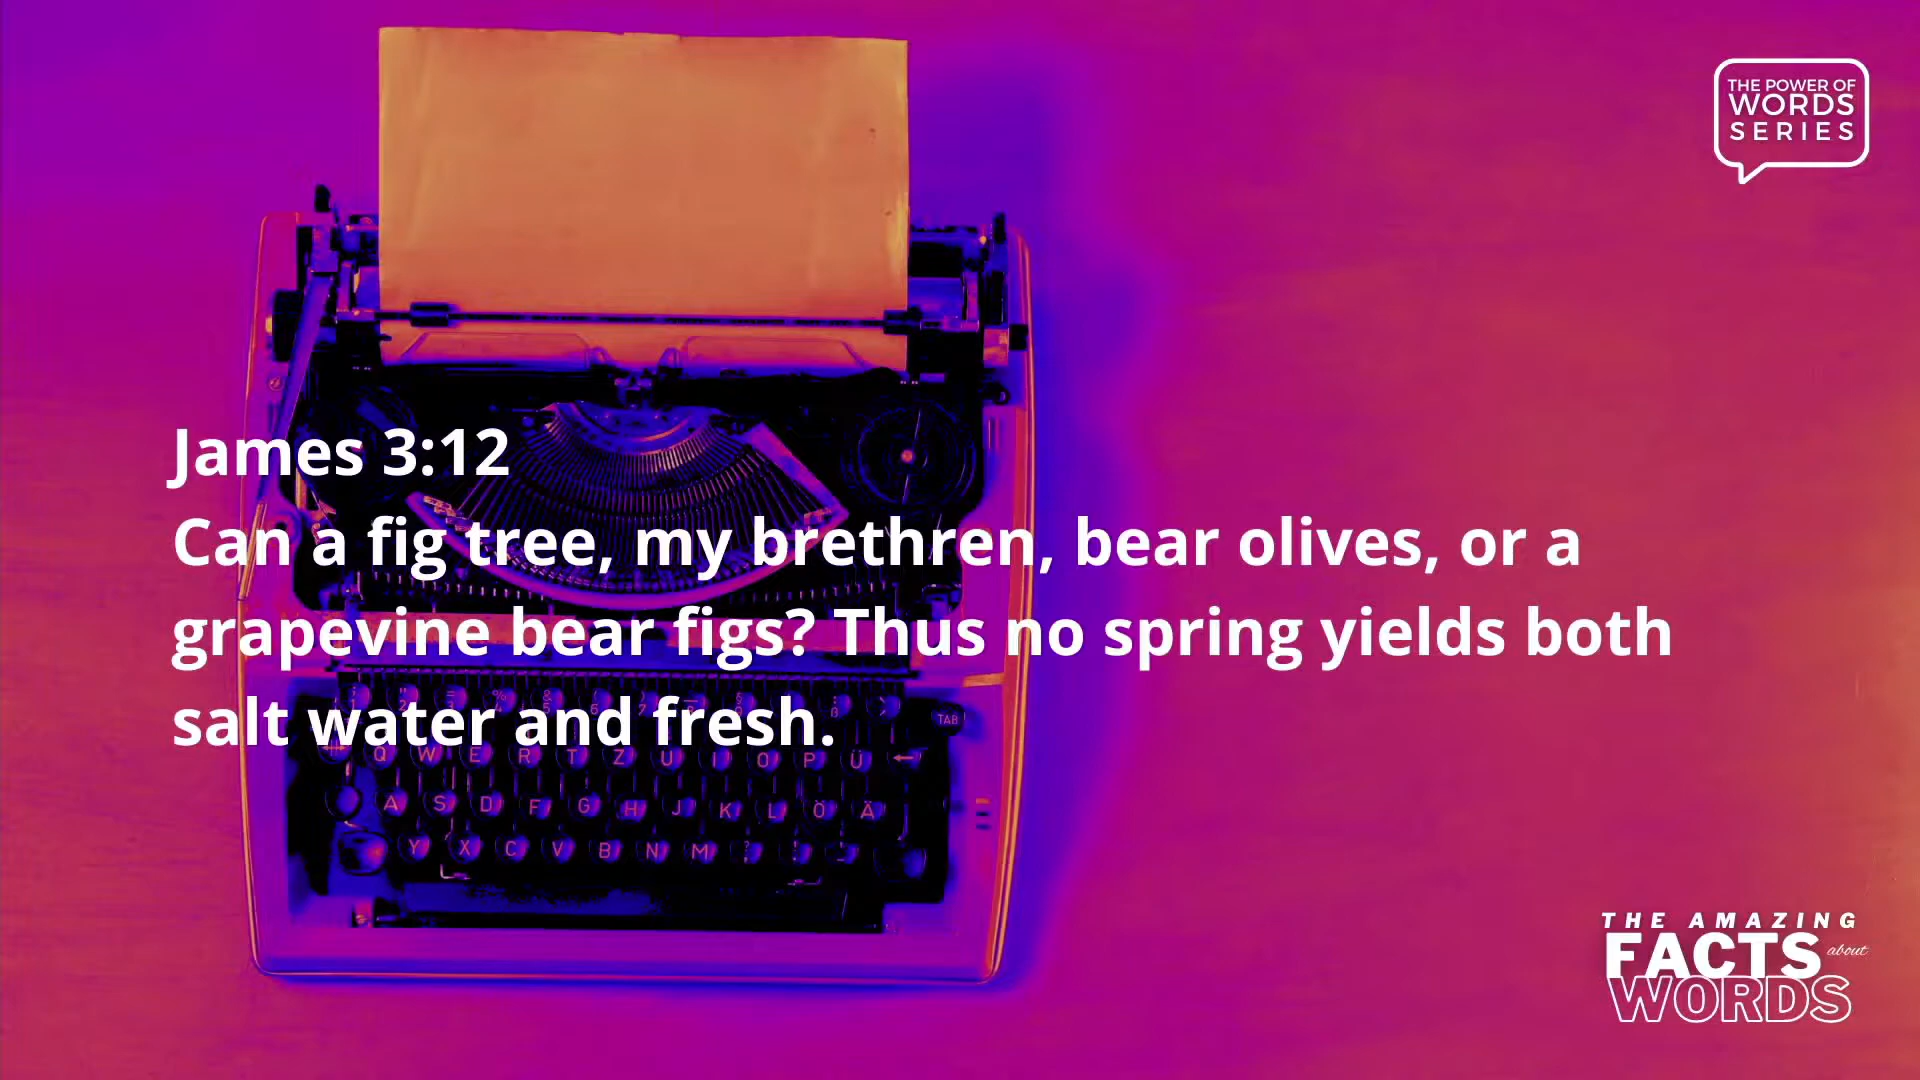 THE POWER OF
WORDS
SERIES
James 3:12
Can a fig tree, my brethren, bear olives, or a
grapevine bear figs? Thus no spring yields both
salt water and fresh.
TAB
Q W E R T Z U I O P Ü
A S D F G H J K L Ö Ä
Y X C V B N M
THE AMAZING
FACTS about
WORDS